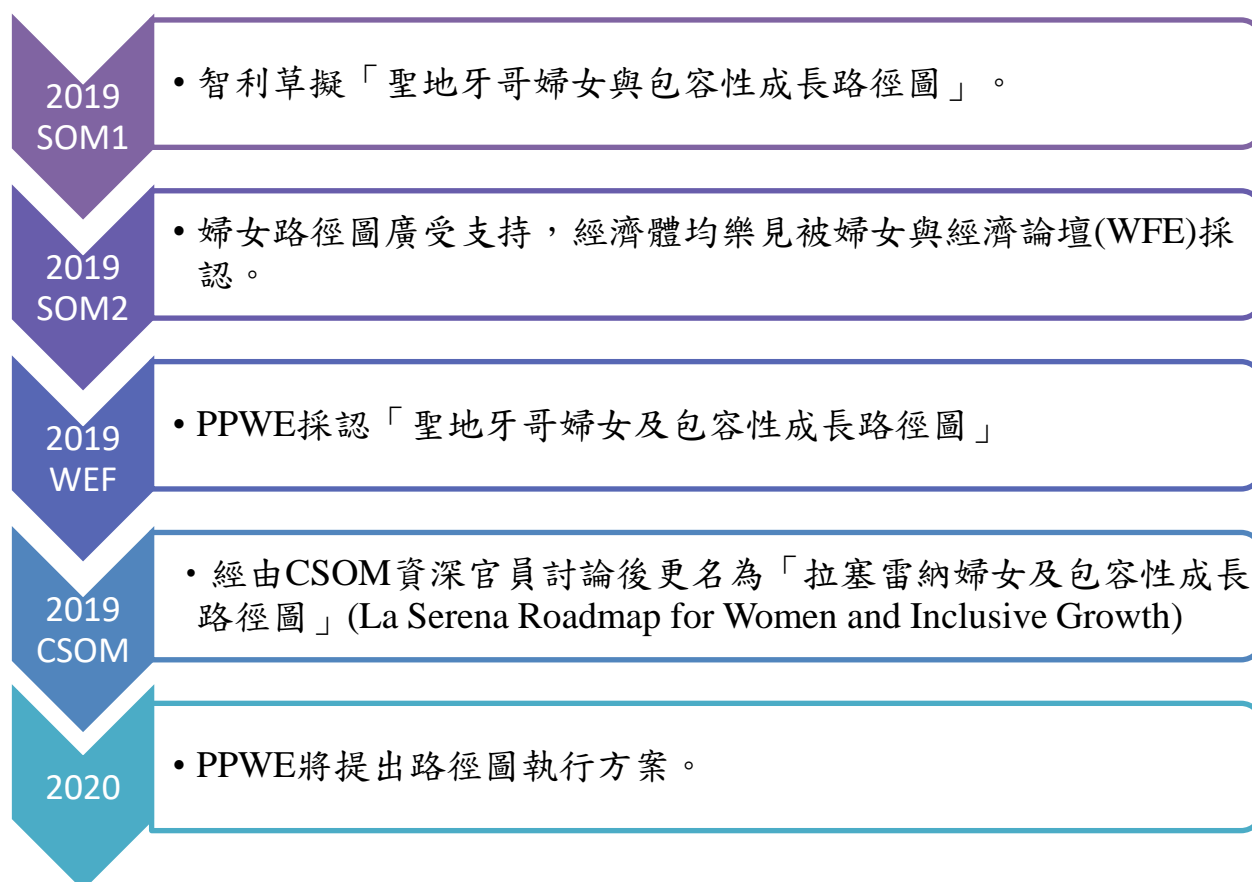 2019
SOM1
• 智利草擬「聖地牙哥婦女與包容性成長路徑圖」。
2019
SOM2
• 婦女路徑圖廣受支持，經濟體均樂見被婦女與經濟論壇(WFE)採
認。
2019
WEF
• PPWE採認「聖地牙哥婦女及包容性成長路徑圖」
2019
CSOM
• 經由CSOM資深官員討論後更名為「拉塞雷納婦女及包容性成長
路徑圖」(La Serena Roadmap for Women and Inclusive Growth)
2020
• PPWE將提出路徑圖執行方案。